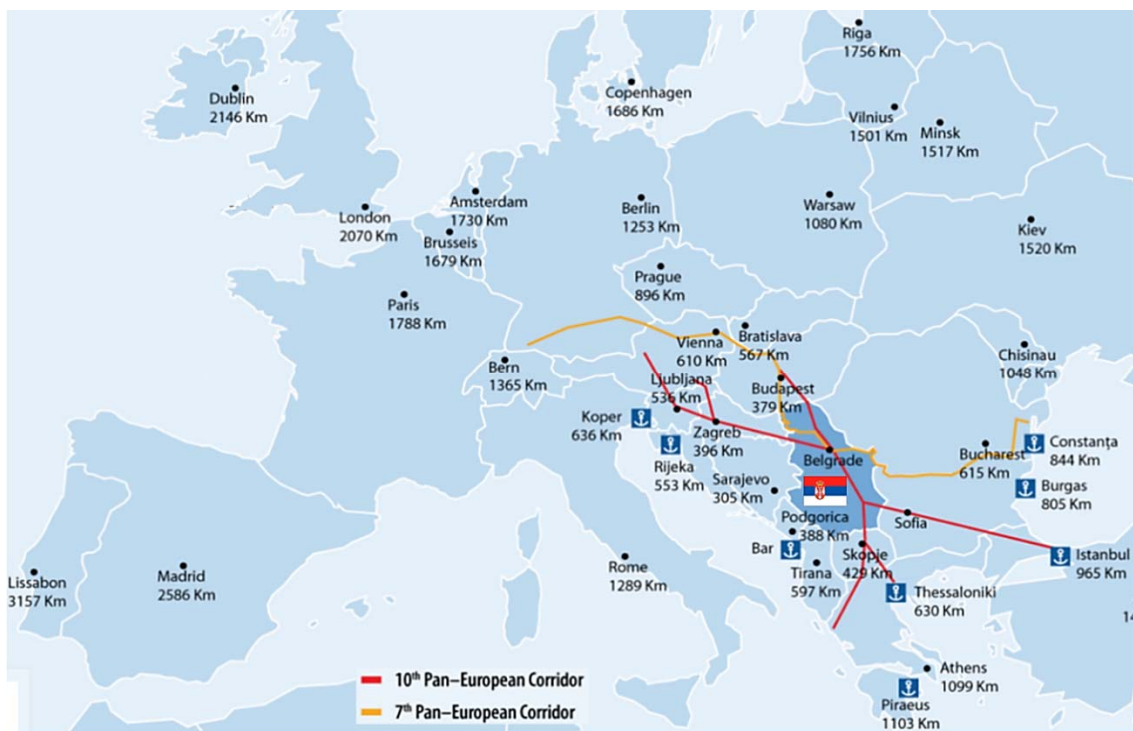 Riga
1756 Km
Dublin
2146 Km
Copenhagen
1686 Km
Vilnius
1501 Km
Minsk
1517 Km
London
2070 Km
Amsterdam
1730 Km
Berlin
1253 Km
Warsaw
1080 Km
Brusseis
1679 Km
Kiev
1520 Km
Prague
896 Km
Paris
1788 Km
Vienna
610 Km
Bratislava
567 Km
Chisinau
1048 Km
Bern
1365 Km
Ljubljana
536 Km
Budapest
379 Km
Koper
636 Km
Zagreb
396 Km
Rijeka
553 Km
Belgrade
Bucharest
615 Km
Constanța
844 Km
Sarajevo
305 Km
Burgas
805 Km
Podgorica
388 Km
Sofia
Bar
Skopje
429 Km
Istanbul
965 Km
Tirana
597 Km
Rome
1289 Km
Thessaloniki
630 Km
Lissabon
3157 Km
Madrid
2586 Km
14
Athens
1099 Km
Piraeus
1103 Km
10th Pan–European Corridor
7th Pan–European Corridor